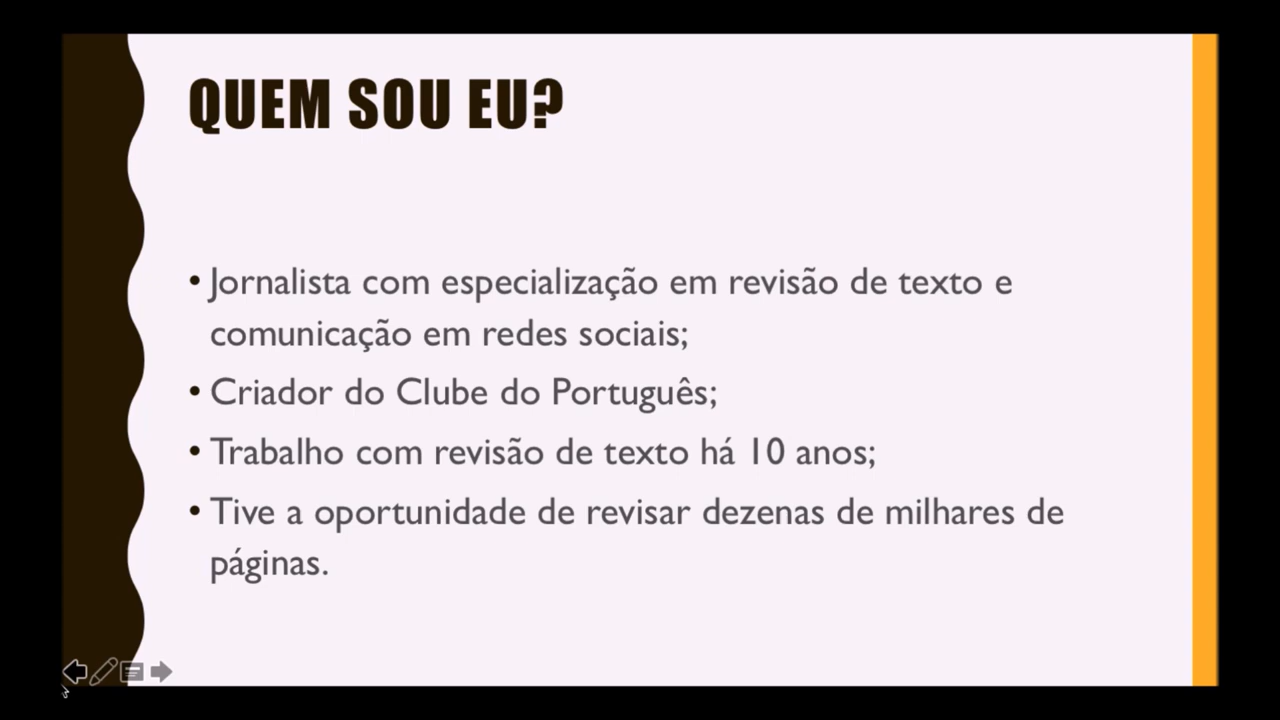 QUEM SOU EU?
• Jornalista com especialização em revisão de texto e
comunicação em redes sociais;
• Criador do Clube do Português;
• Trabalho com revisão de texto há 10 anos;
• Tive a oportunidade de revisar dezenas de milhares de
páginas.